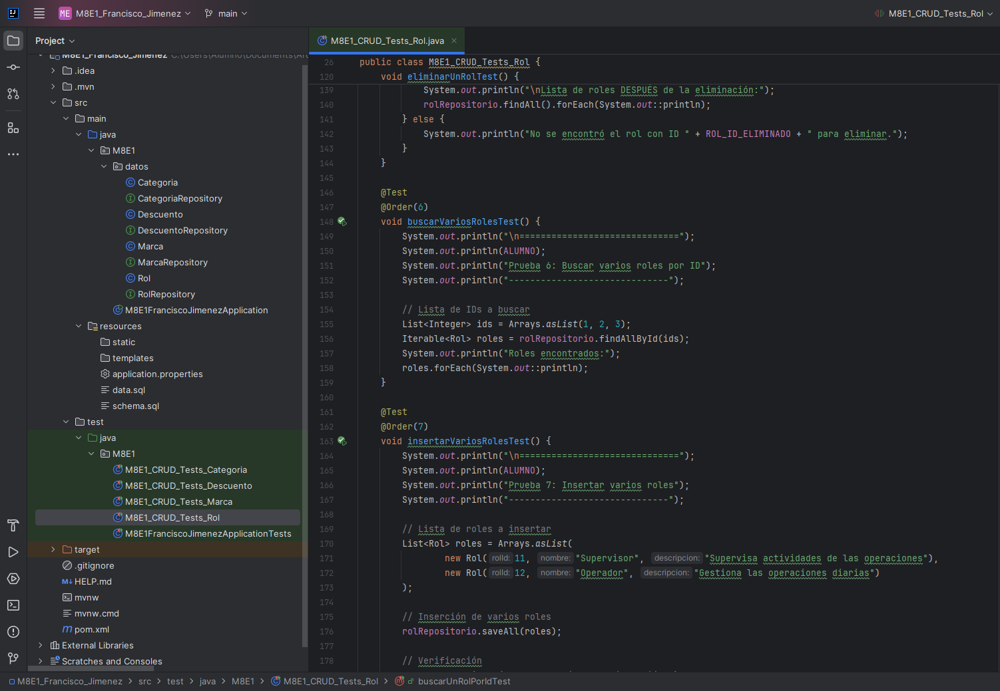 ME M8E1_Francisco_Jimenez main M8E1_CRUD_Tests_Rol
Project
M8E1_Francisco_Jimenez C:\Users\Alumno\Documents\Arc
.idea
.mvn
src
main
java
M8E1
datos
Categoria
CategoriaRepository
Descuento
DescuentoRepository
Marca
MarcaRepository
Rol
RolRepository
M8E1FranciscoJimenezApplication
resources
static
templates
application.properties
data.sql
schema.sql
test
java
M8E1
M8E1_CRUD_Tests_Categoria
M8E1_CRUD_Tests_Descuento
M8E1_CRUD_Tests_Marca
M8E1_CRUD_Tests_Rol
M8E1FranciscoJimenezApplicationTests
target
.gitignore
HELP.md
mvnw
mvnw.cmd
pom.xml
External Libraries
Scratches and Consoles
M8E1_CRUD_Tests_Rol.java
26 public class M8E1_CRUD_Tests_Rol {
120 void eliminarUnRolTest() {
139 System.out.println("\nLista de roles DESPUÉS de la eliminación:");
140 rolRepositorio.findAll().forEach(System.out::println);
141 } else {
142 System.out.println("No se encontró el rol con ID " + ROL_ID_ELIMINADO + " para eliminar.");
143 }
144 }
145
146 @Test
147 @Order(6)
148 void buscarVariosRolesTest() {
149 System.out.println("\n==============================");
150 System.out.println(ALUMNO);
151 System.out.println("Prueba 6: Buscar varios roles por ID");
152 System.out.println("------------------------------");
153
154 // Lista de IDs a buscar
155 List<Integer> ids = Arrays.asList(1, 2, 3);
156 Iterable<Rol> roles = rolRepositorio.findAllById(ids);
157 System.out.println("Roles encontrados:");
158 roles.forEach(System.out::println);
159 }
160
161 @Test
162 @Order(7)
163 void insertarVariosRolesTest() {
164 System.out.println("\n==============================");
165 System.out.println(ALUMNO);
166 System.out.println("Prueba 7: Insertar varios roles");
167 System.out.println("------------------------------");
168
169 // Lista de roles a insertar
170 List<Rol> roles = Arrays.asList(
171 new Rol( rolId: 11, nombre: "Supervisor", descripcion: "Supervisa actividades de las operaciones"),
172 new Rol( rolId: 12, nombre: "Operador", descripcion: "Gestiona las operaciones diarias")
173 );
174
175 // Inserción de varios roles
176 rolRepositorio.saveAll(roles);
177
178 // Verificación
M8E1_Francisco_Jimenez > src > test > java > M8E1 > M8E1_CRUD_Tests_Rol > buscarUnRolPorIdTest